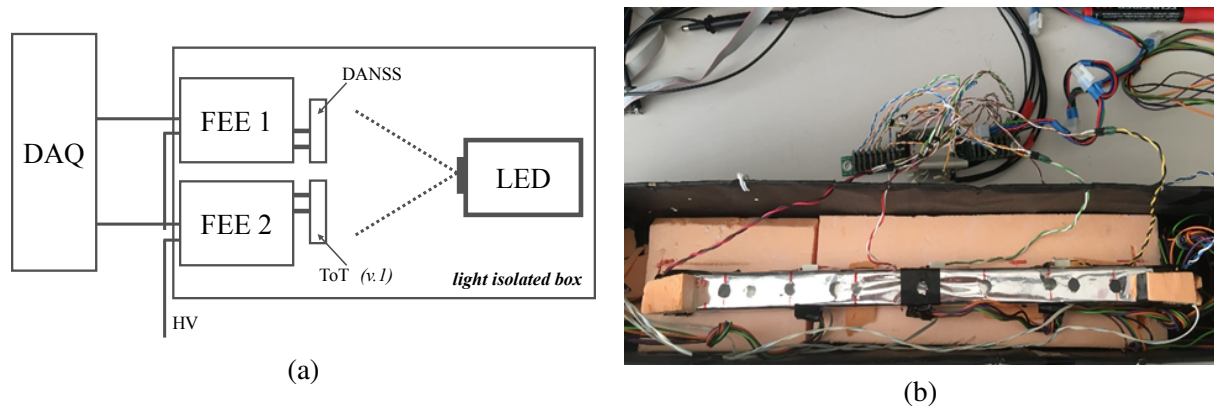 DANSS
FEE 1
DAQ
LED
FEE 2
ToT (v.1)
light isolated box
HV
(a)
(b)